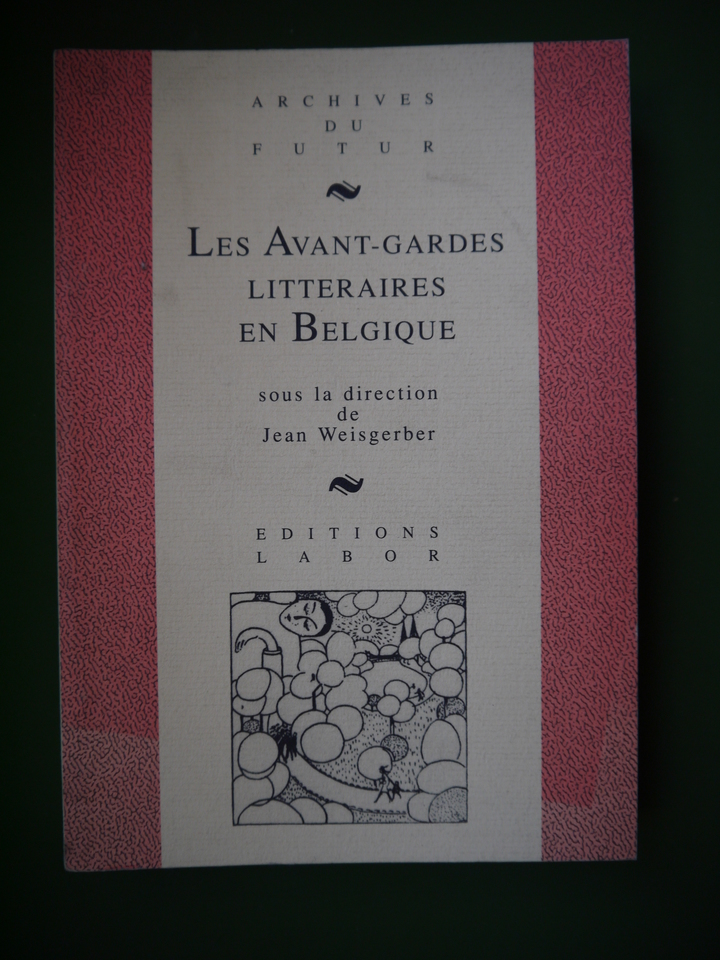 ARCHIVES
DU
FUTUR
LES AVANT-GARDES
LITTERAIRES
EN BELGIQUE
sous la direction
de
Jean Weisgerber
EDITIONS
LABOR